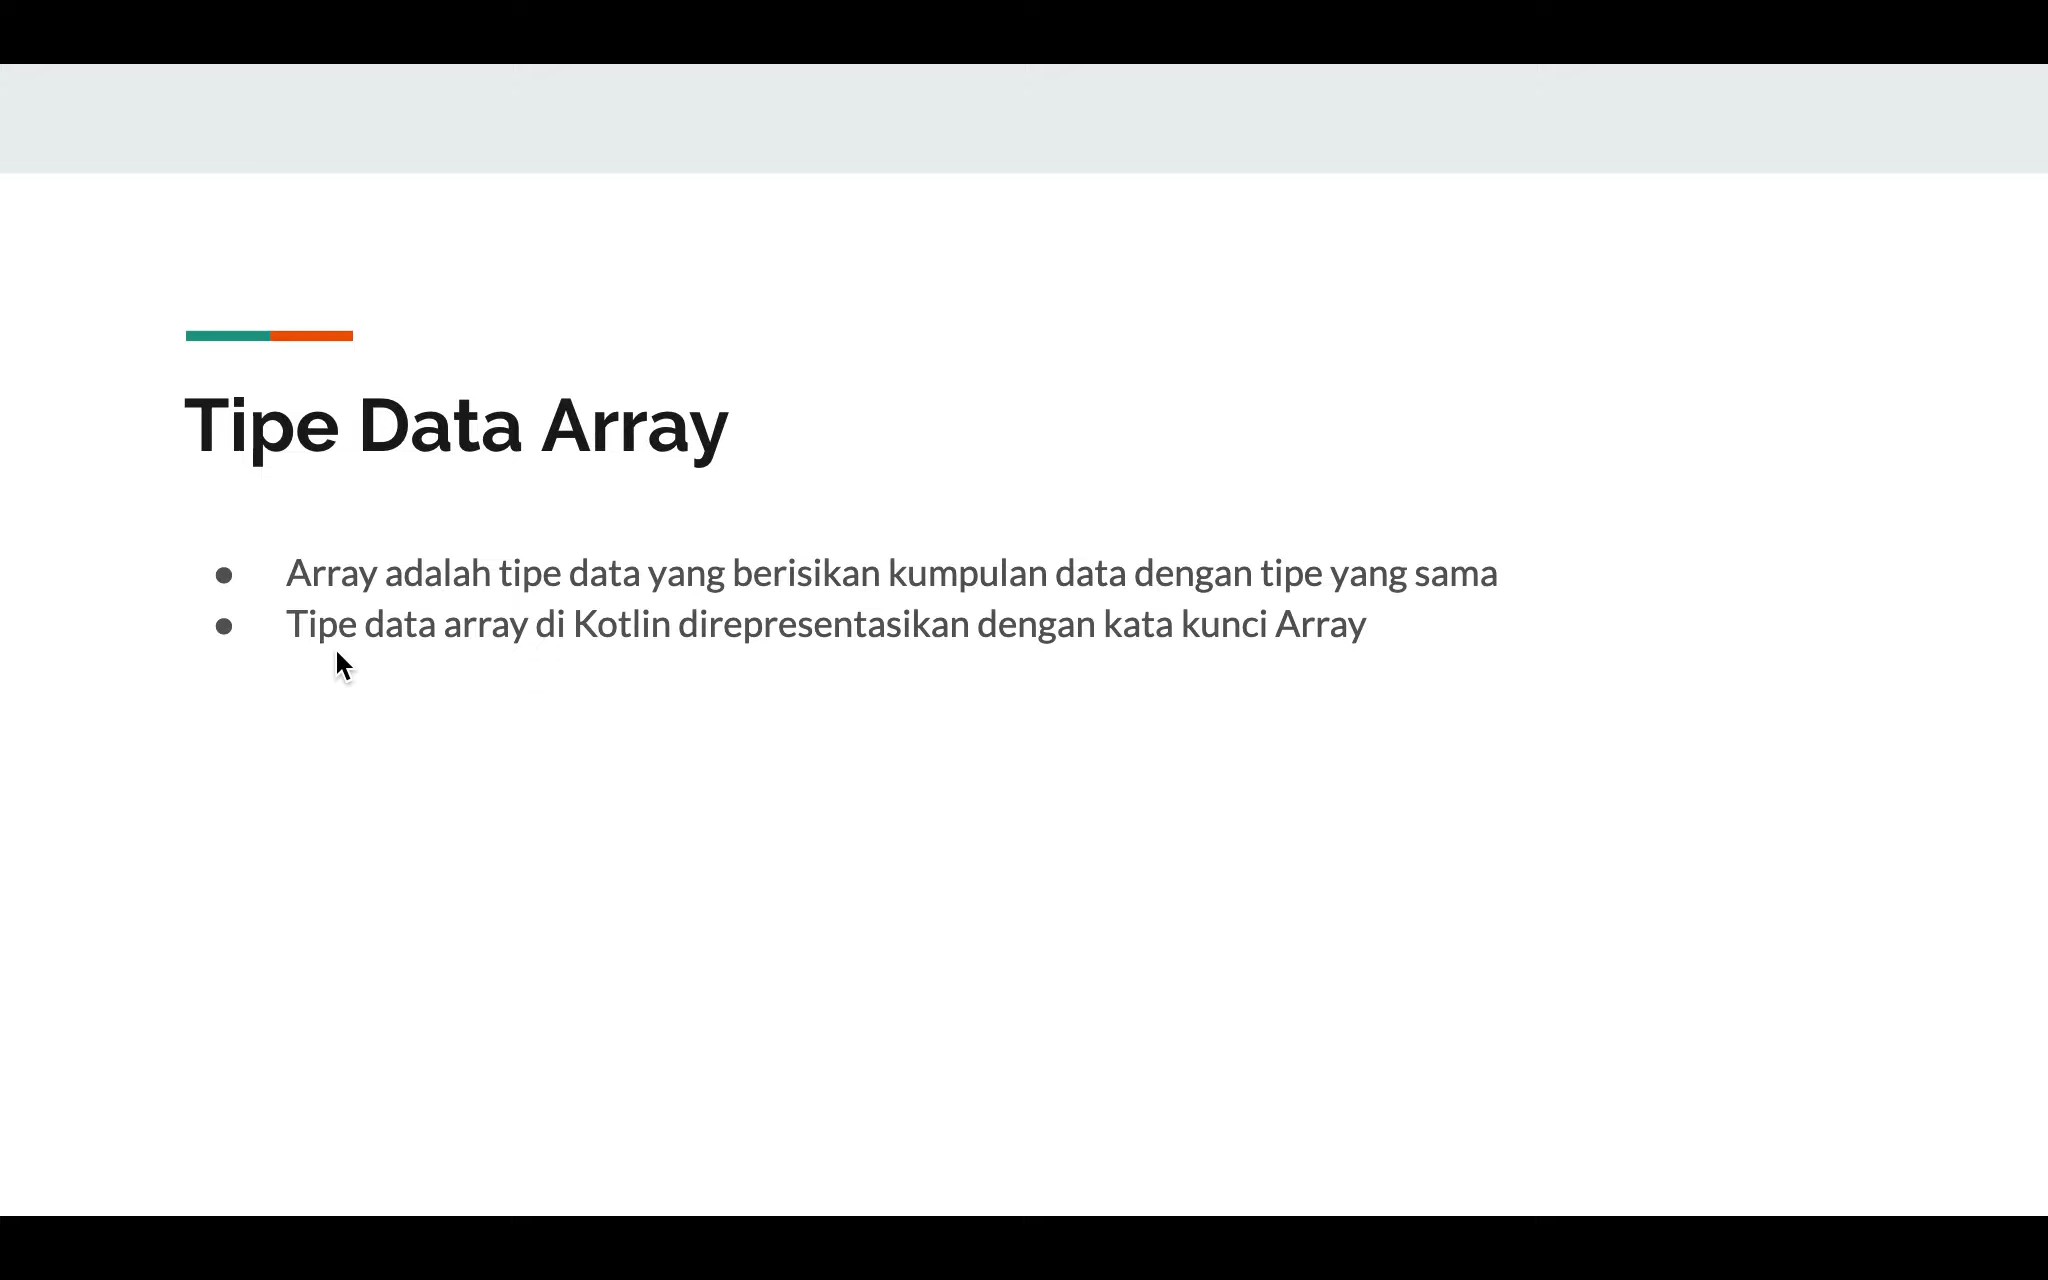 Tipe Data Array
● Array adalah tipe data yang berisikan kumpulan data dengan tipe yang sama
● Tipe data array di Kotlin direpresentasikan dengan kata kunci Array